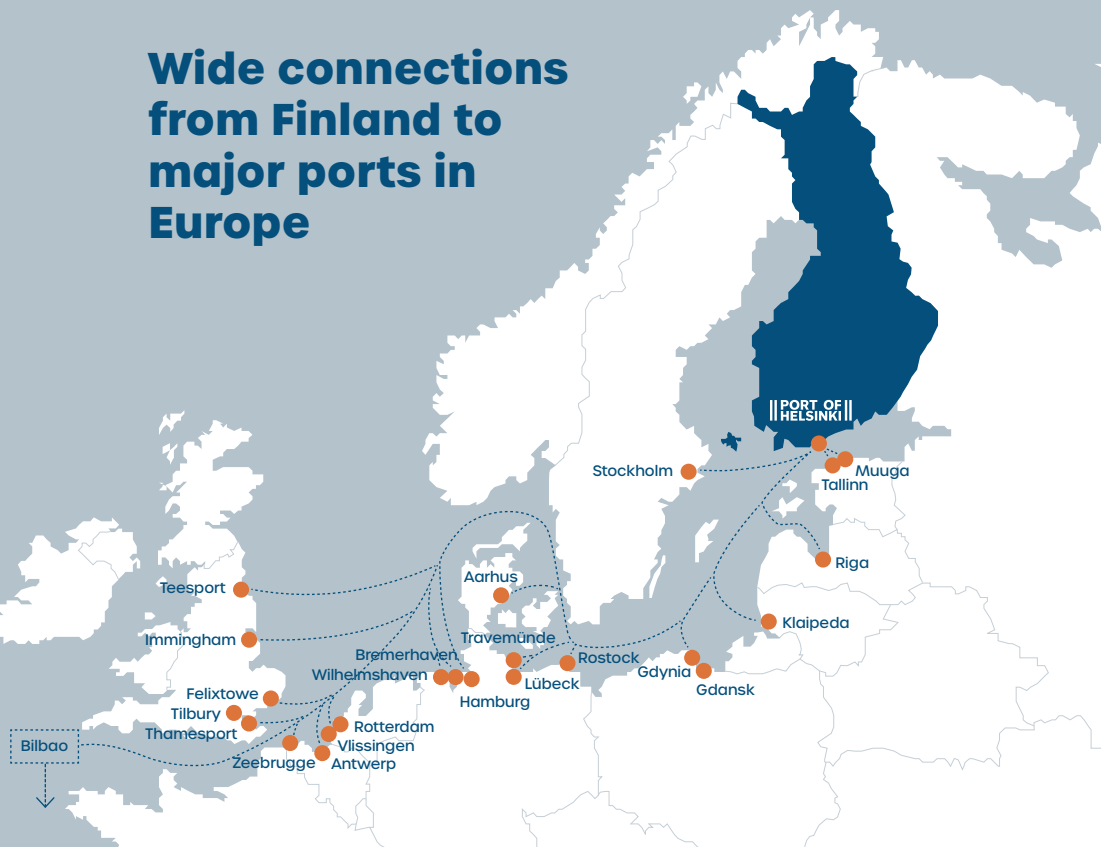 Wide connections
from Finland to
major ports in
Europe
PORT OF
HELSINKI
Stockholm
Muuga
Tallinn
Riga
Aarhus
Teesport
Klaipeda
Travemünde
Immingham
Bremerhaven
Rostock
Wilhelmshaven
Gdynia
Lübeck
Gdansk
Felixtowe
Hamburg
Tilbury
Rotterdam
Thamesport
Vlissingen
Bilbao
Zeebrugge
Antwerp